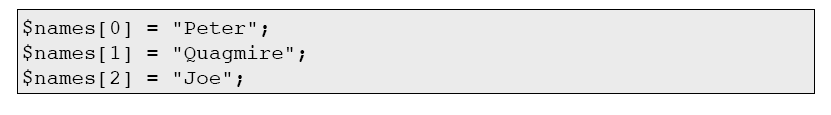 $names[0] = "Peter";
$names[1] = "Quagmire";
$names[2] = "Joe";